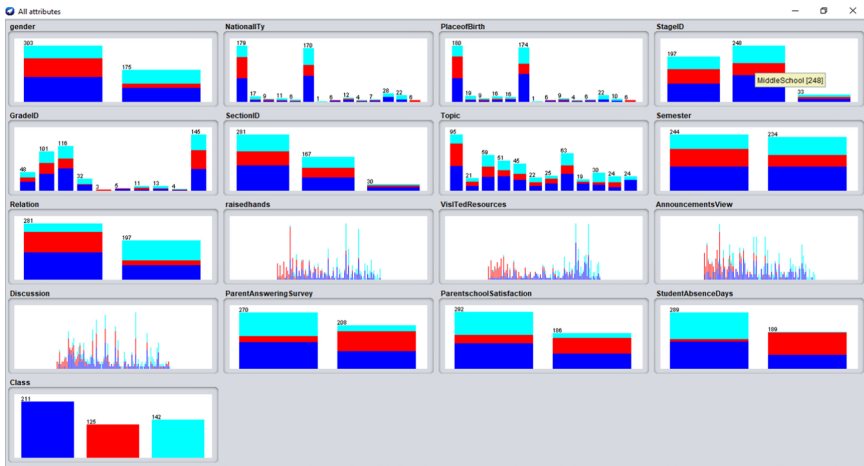 All attributes
gender
303
175
NationalITy
179
17 9 11 6
170
1 6 12 4 7 28 22 6
PlaceofBirth
180
19 9 16 16
174
1 6 9 6 6 22 10 6
StageID
197
248
33
MiddleSchool [248]
GradeID
48
101
116
32
3 5 11 13 4
145
SectionID
281
167
30
Topic
95
21
59
51
45
22
25
63
19
30
24 24
Semester
244
234
Relation
281
197
raisedhands
VisITedResources
AnnouncementsView
Discussion
ParentAnsweringSurvey
270
208
ParentschoolSatisfaction
292
186
StudentAbsenceDays
289
189
Class
211
125
142